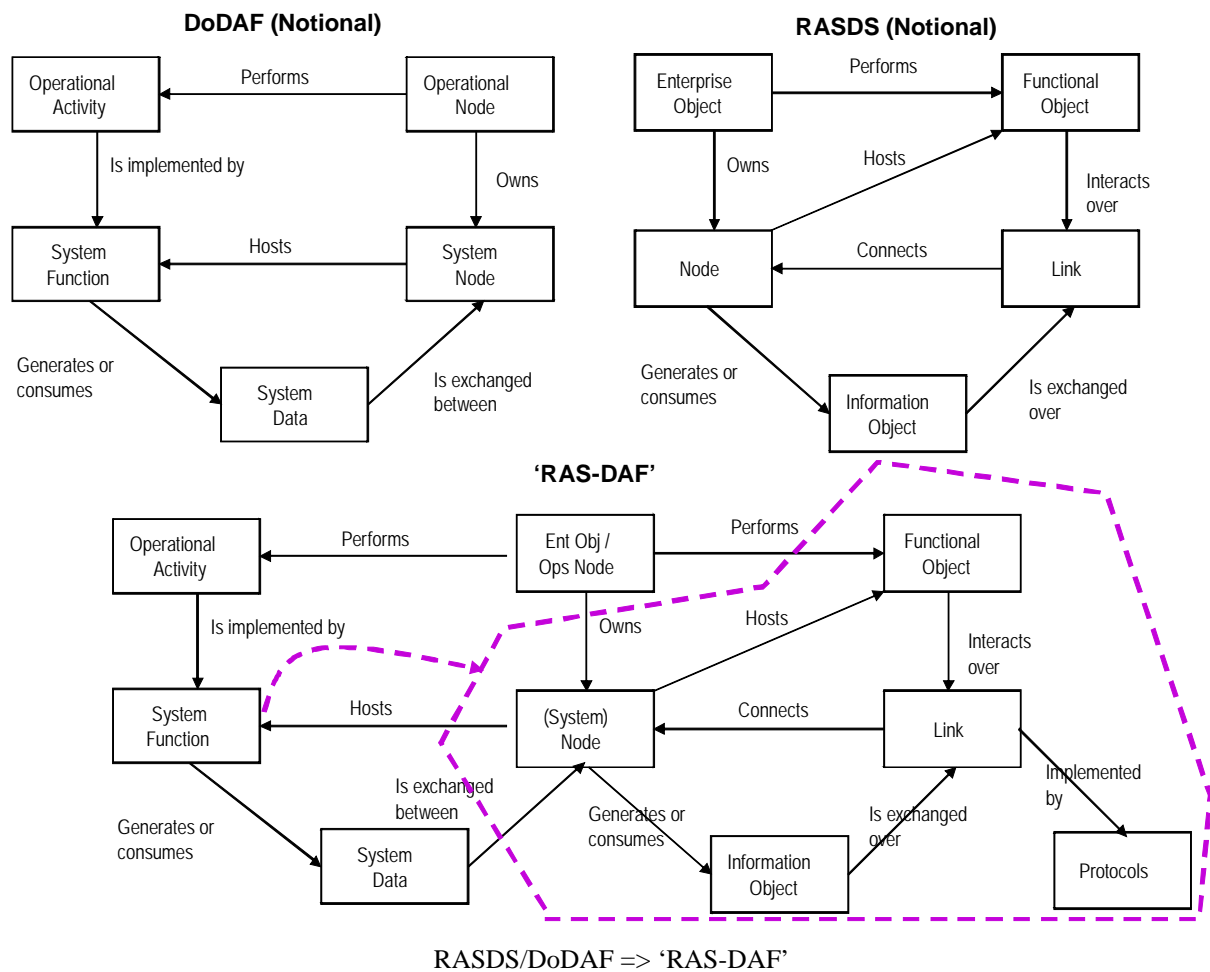 DoDAF (Notional)
Operational
Activity
Performs
Operational
Node
Is implemented by
Owns
System
Function
Hosts
System
Node
Generates or
consumes
System
Data
Is exchanged
between
RASDS (Notional)
Enterprise
Object
Performs
Functional
Object
Owns
Hosts
Interacts
over
Node
Connects
Link
Generates or
consumes
Information
Object
Is exchanged
over
‘RAS-DAF’
Operational
Activity
Performs
Ent Obj /
Ops Node
Performs
Functional
Object
Is implemented by
Owns
Hosts
Interacts
over
System
Function
Hosts
(System)
Node
Connects
Link
Generates or
consumes
System
Data
Is exchanged
between
Generates or
consumes
Information
Object
Is exchanged
over
Implemented
by
Protocols
RASDS/DoDAF => ‘RAS-DAF’